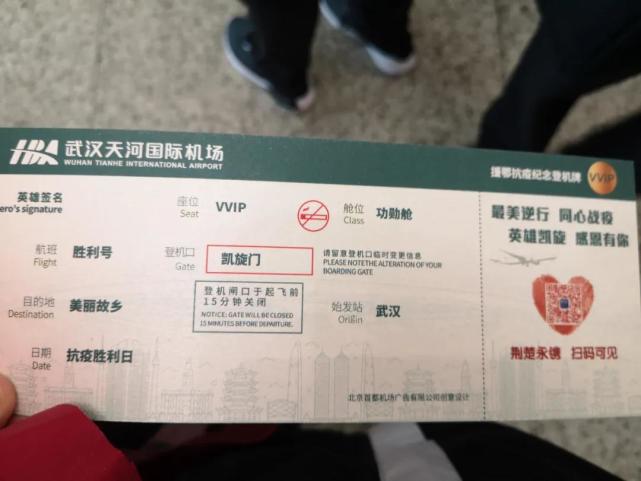 武汉天河国际机场
WUHAN TIANHE INTERNATIONAL AIRPORT
援鄂抗疫纪念登机牌 VVIP
英雄签名
ero's signature
座位 VVIP
Seat
舱位 功勋舱
Class
航班 胜利号
Flight
登机口 凯旋门
Gate
请留意登机口临时变更信息
PLEASE NOTE THE ALTERATION OF YOUR
BOARDING GATE
目的地 美丽故乡
Destination
登机闸口于起飞前
15分钟关闭
NOTICE: GATE WILL BE CLOSED
15 MINUTES BEFORE DEPARTURE.
始发站 武汉
日期 抗疫胜利日
Date
北京首都机场广告有限公司创意设计
最美逆行 同心战疫
英雄凯旋 感恩有你
荆楚永镌 扫码可见